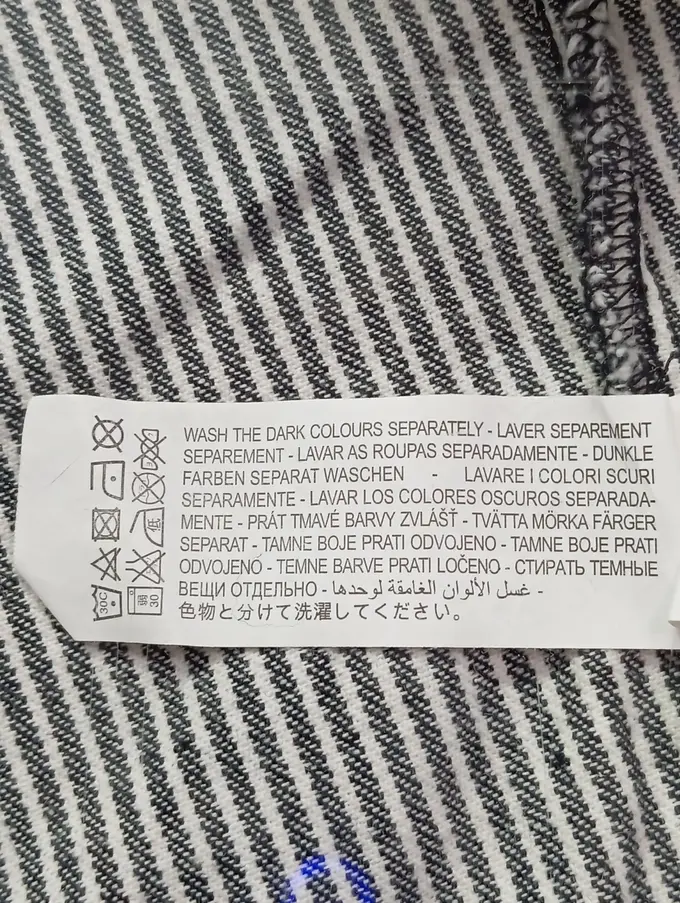 WASH THE DARK COLOURS SEPARATELY - LAVER SEPAREMENT
SEPAREMENT - LAVAR AS ROUPAS SEPARADAMENTE - DUNKLE
FARBEN SEPARAT WASCHEN - LAVARE I COLORI SCURI
SEPARAMENTE - LAVAR LOS COLORES OSCUROS SEPARADA-
MENTE - PRÁT TMAVÉ BARVY ZVLÁŠŤ - TVÄTTA MÖRKA FÄRGER
SEPARAT - TAMNE BOJE PRATI ODVOJENO - TAMNE BOJE PRATI
ODVOJENO - TEMNE BARVE PRATI LOČENO - СТИРАТЬ ТЕМНЫЕ
ВЕЩИ ОТДЕЛЬНО - غسل الألوان الغامقة لوحدها -
色物と分けて洗濯してください。
30C
低
30